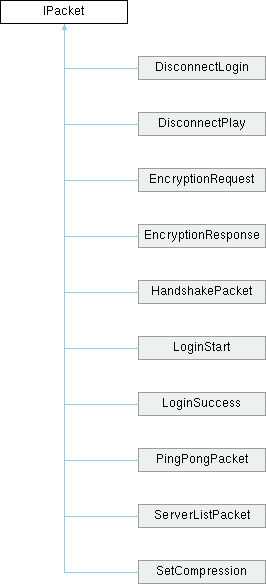 IPacket
DisconnectLogin
DisconnectPlay
EncryptionRequest
EncryptionResponse
HandshakePacket
LoginStart
LoginSuccess
PingPongPacket
ServerListPacket
SetCompression